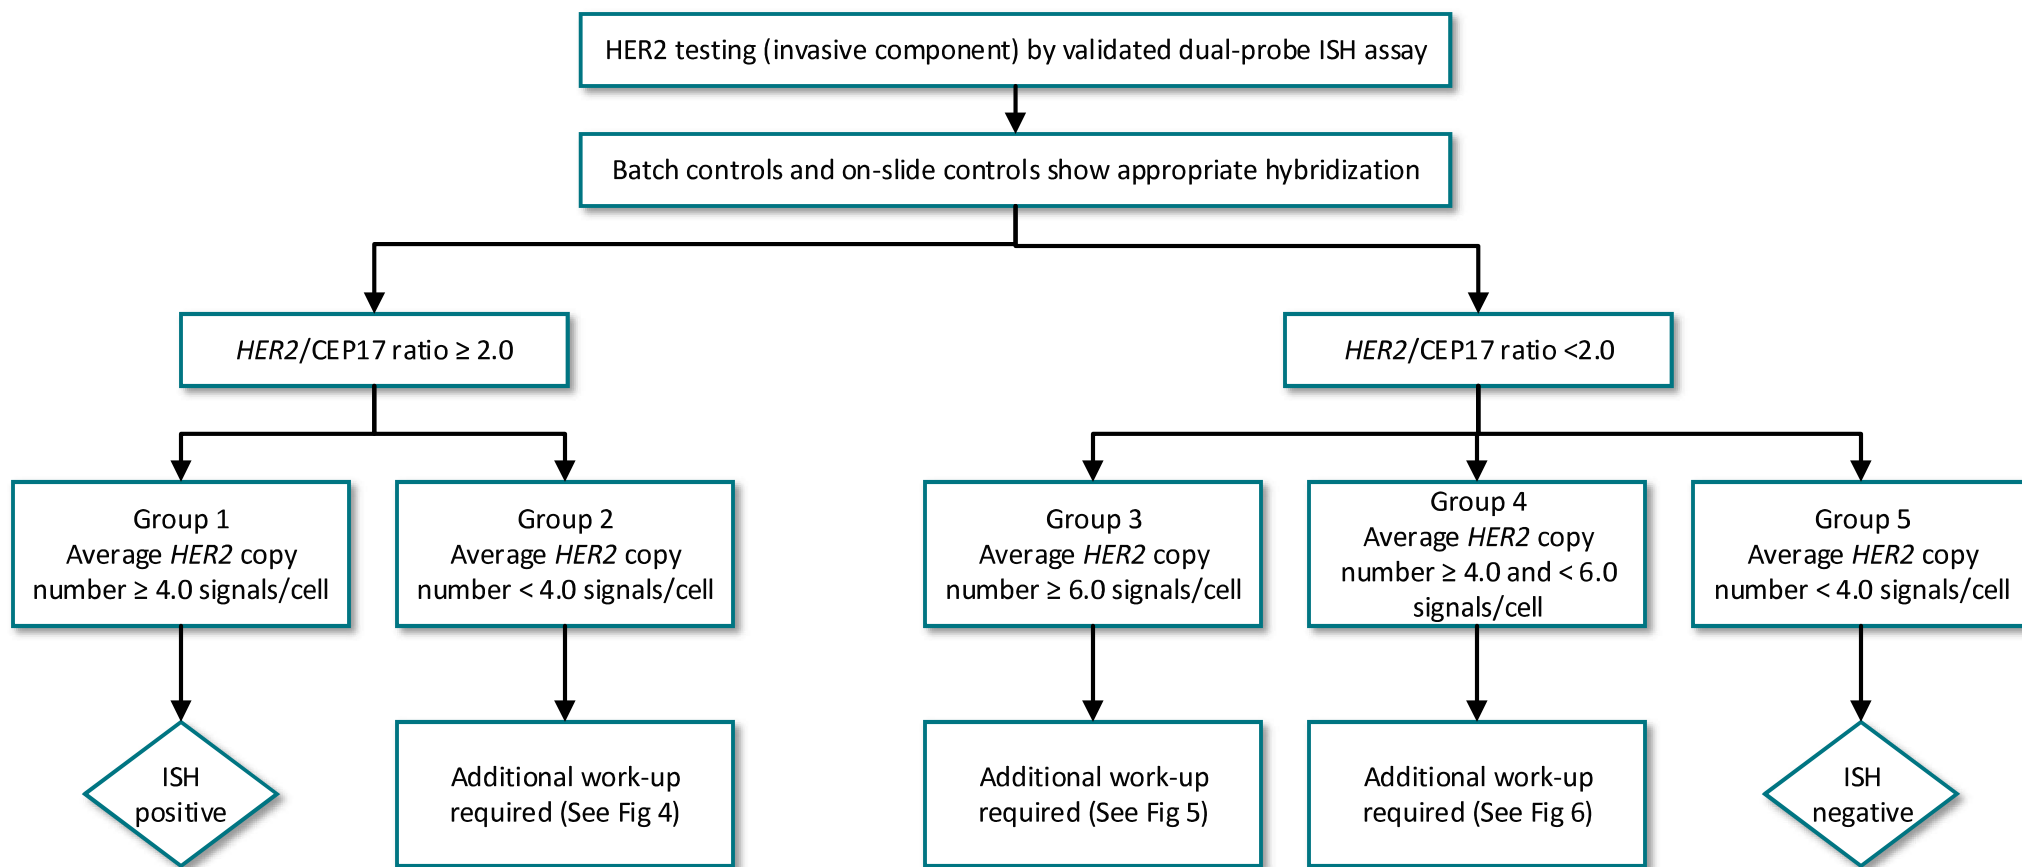 HER2 testing (invasive component) by validated dual-probe ISH assay
Batch controls and on-slide controls show appropriate hybridization
HER2/CEP17 ratio ≥ 2.0
HER2/CEP17 ratio <2.0
Group 1
Average HER2 copy
number ≥ 4.0 signals/cell
Group 2
Average HER2 copy
number < 4.0 signals/cell
Group 3
Average HER2 copy
number ≥ 6.0 signals/cell
Group 4
Average HER2 copy
number ≥ 4.0 and < 6.0
signals/cell
Group 5
Average HER2 copy
number < 4.0 signals/cell
ISH
positive
Additional work-up
required (See Fig 4)
Additional work-up
required (See Fig 5)
Additional work-up
required (See Fig 6)
ISH
negative